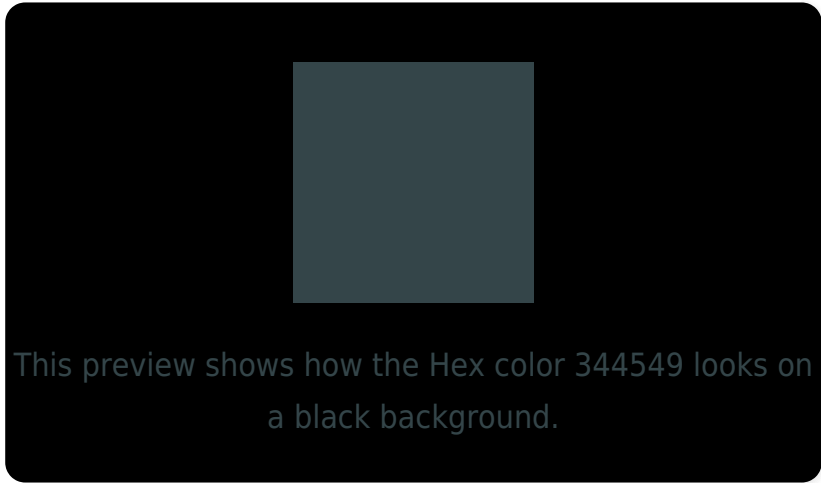 This preview shows how the Hex color 344549 looks on
a black background.